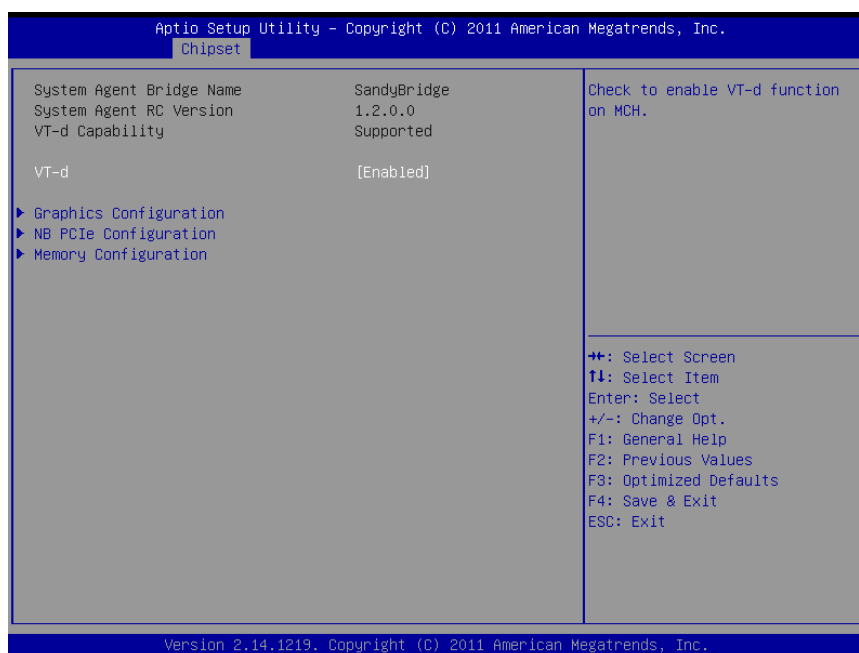 Aptio Setup Utility – Copyright (C) 2011 American Megatrends, Inc.
Chipset
System Agent Bridge Name SandyBridge
System Agent RC Version 1.2.0.0
VT-d Capability Supported
VT-d [Enabled]
Graphics Configuration
NB PCIe Configuration
Memory Configuration
Check to enable VT-d function
on MCH.
→←: Select Screen
↑↓: Select Item
Enter: Select
+/-: Change Opt.
F1: General Help
F2: Previous Values
F3: Optimized Defaults
F4: Save & Exit
ESC: Exit
Version 2.14.1219. Copyright (C) 2011 American Megatrends, Inc.